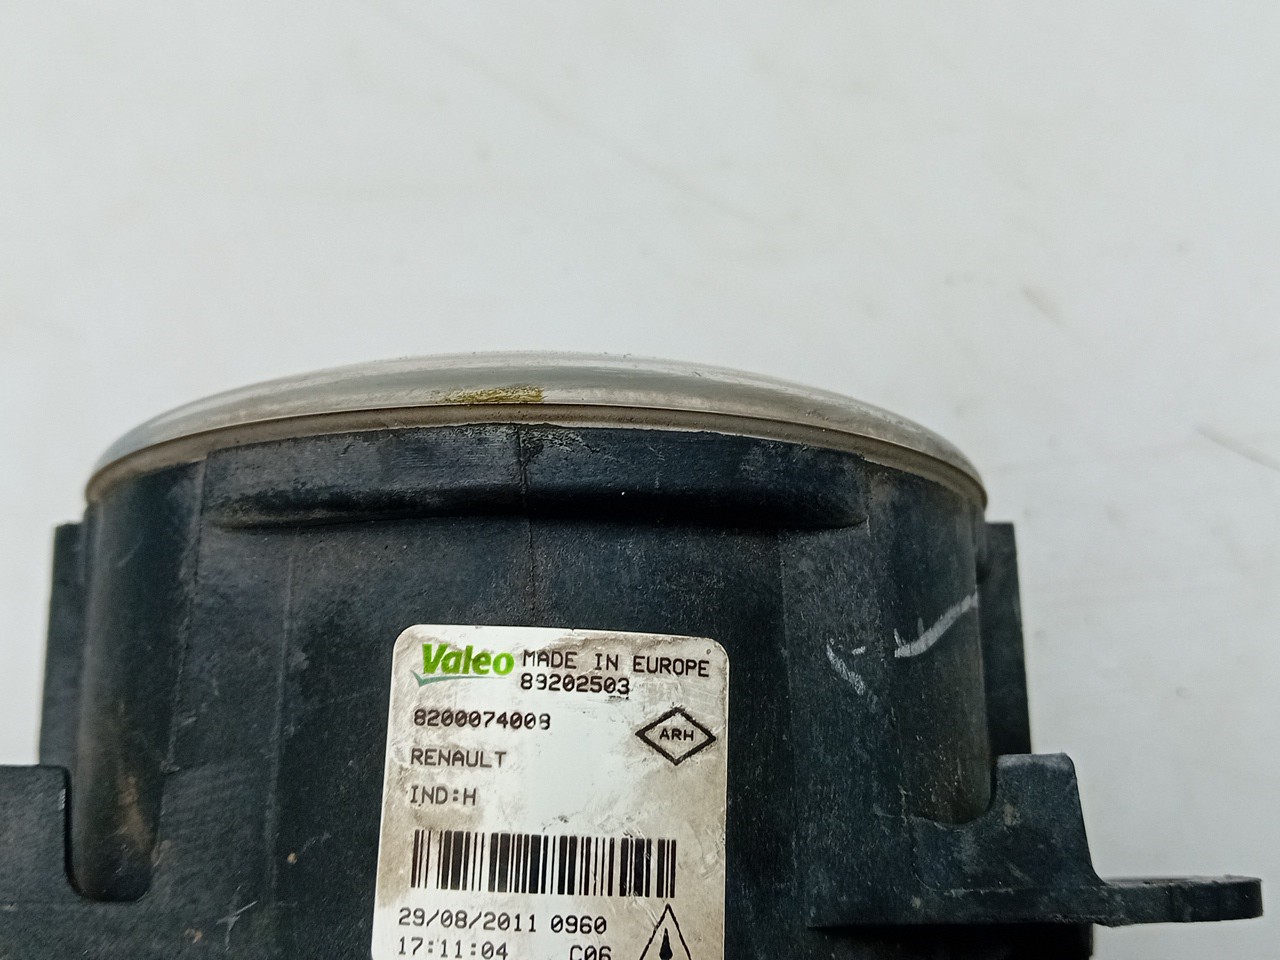 Valeo MADE IN EUROPE
89202503
8200074008
ARH
RENAULT
IND:H
29/08/2011 0960
17:11:04 C06